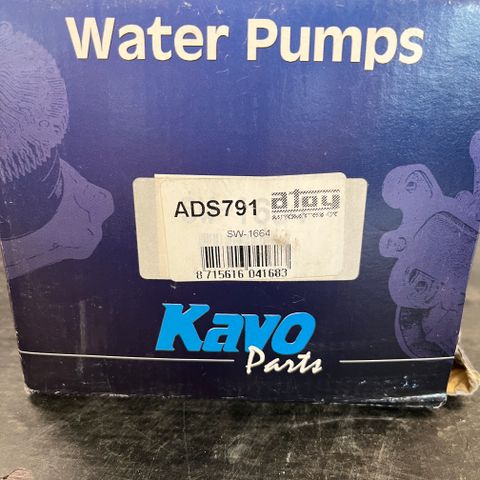 Water Pumps
ADS791
SW-1664
8 715616 041683
Kavo
Parts